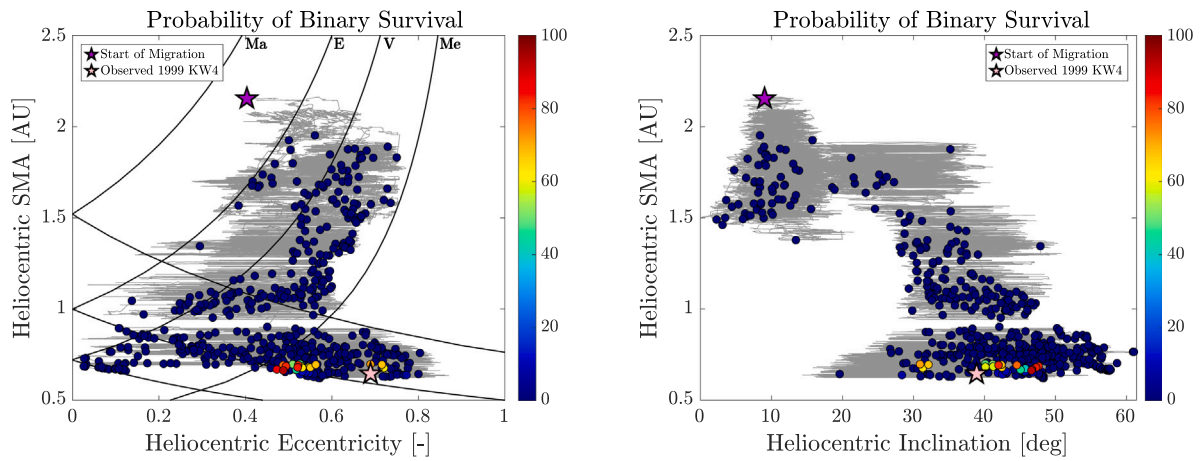 Probability of Binary Survival
Ma
E
V
Me
Start of Migration
Observed 1999 KW4
Heliocentric SMA [AU]
2.5
2
1.5
1
0.5
0
0.2
0.4
0.6
0.8
1
Heliocentric Eccentricity [-]
100
80
60
40
20
0
Probability of Binary Survival
Start of Migration
Observed 1999 KW4
Heliocentric SMA [AU]
2.5
2
1.5
1
0.5
0
10
20
30
40
50
60
Heliocentric Inclination [deg]
100
80
60
40
20
0